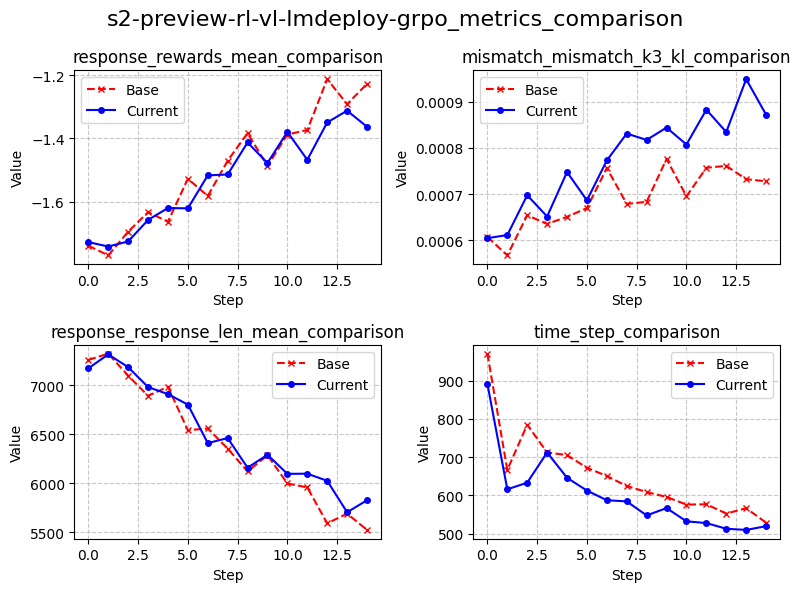 s2-preview-rl-vl-lmdeploy-grpo_metrics_comparison
response_rewards_mean_comparison
Base
Current
−1.2
−1.4
−1.6
Value
0.0 2.5 5.0 7.5 10.0 12.5
Step
mismatch_mismatch_k3_kl_comparison
Base
Current
0.0009
0.0008
0.0007
0.0006
Value
0.0 2.5 5.0 7.5 10.0 12.5
Step
response_response_len_mean_comparison
Base
Current
7000
6500
6000
5500
Value
0.0 2.5 5.0 7.5 10.0 12.5
Step
time_step_comparison
Base
Current
900
800
700
600
500
Value
0.0 2.5 5.0 7.5 10.0 12.5
Step